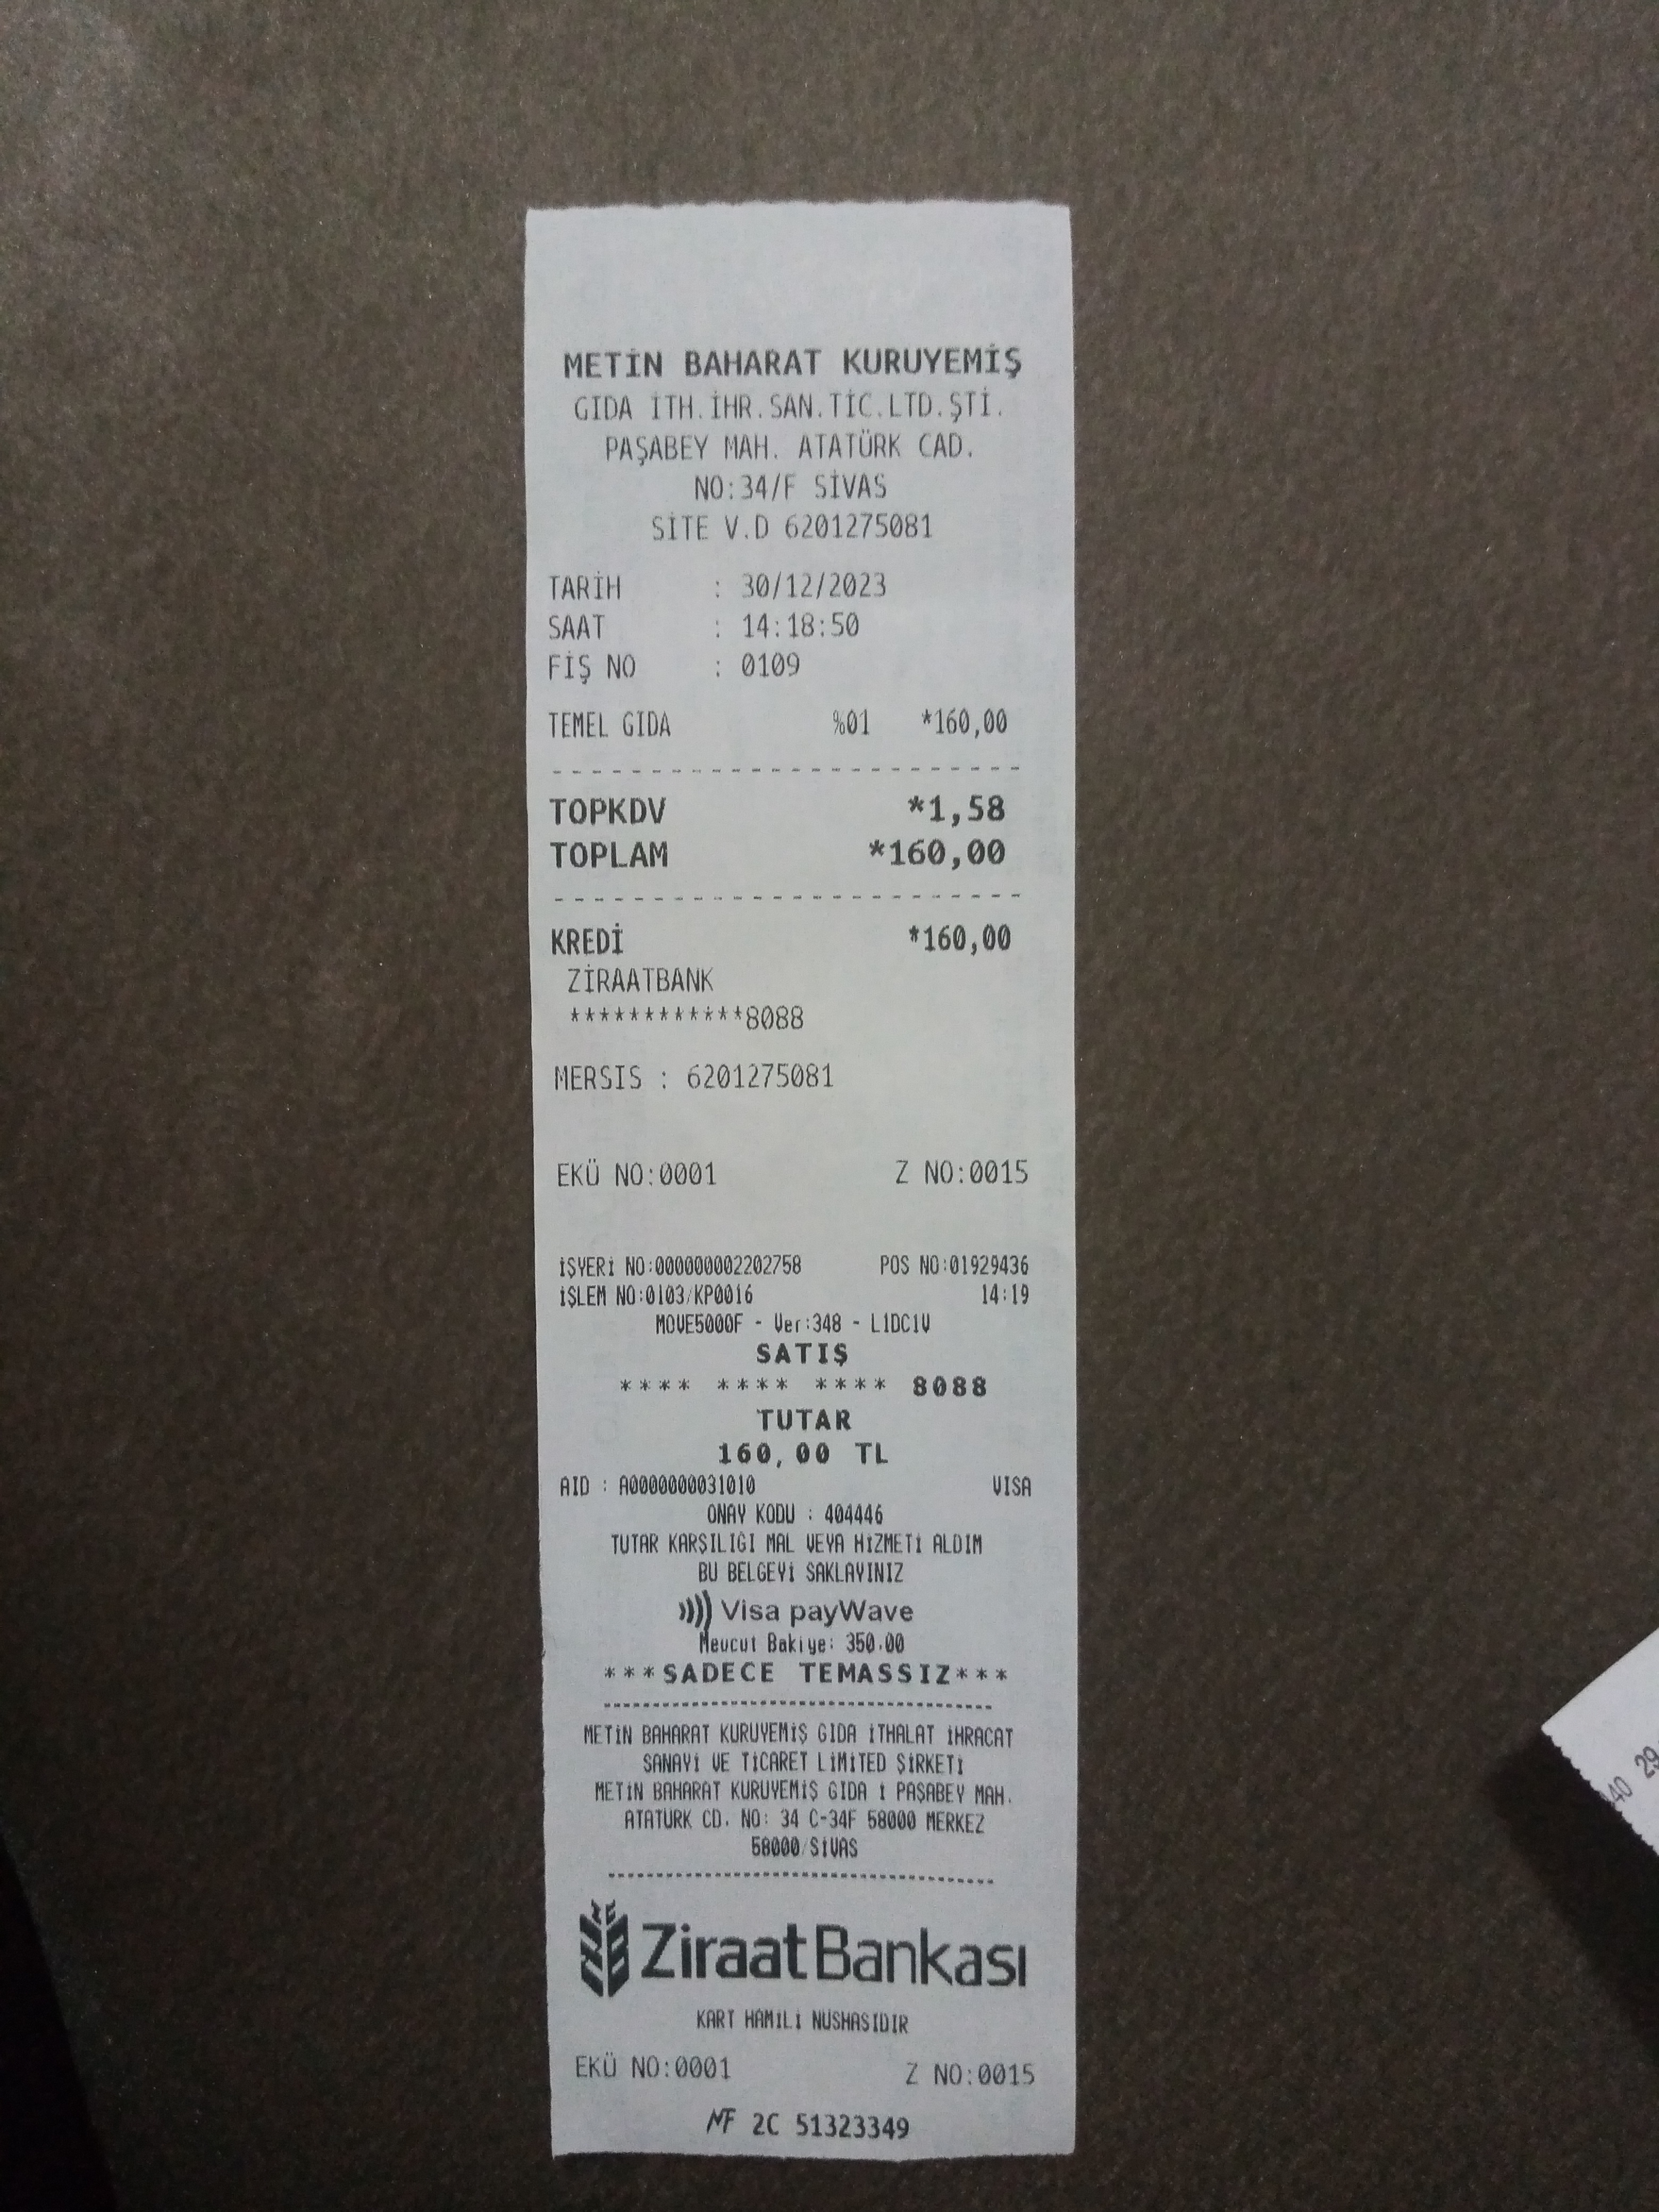 METİN BAHARAT KURUYEMİŞ
GIDA İTH.İHR.SAN.TİC.LTD.ŞTİ.
PAŞABEY MAH. ATATÜRK CAD.
NO:34/F SİVAS
SİTE V.D 6201275081
TARİH : 30/12/2023
SAAT : 14:18:50
FİŞ NO : 0109
TEMEL GIDA %01 *160,00
TOPKDV *1,58
TOPLAM *160,00
KREDİ *160,00
ZİRAATBANK
************8088
MERSIS : 6201275081
EKÜ NO:0001 Z NO:0015
İŞYERİ NO:000000002202758 POS NO:01929436
İŞLEM NO:0103/KP0016 14:19
MOVE5000F - Ver:348 - L1DC1V
SATIŞ
**** **** **** 8088
TUTAR
160,00 TL
AID : A0000000031010 VISA
ONAY KODU : 404446
TUTAR KARŞILIĞI MAL VEYA HİZMETİ ALDIM
BU BELGEYİ SAKLAYINIZ
Visa payWave
Mevcut Bakiye: 350.00
***SADECE TEMASSIZ***
METİN BAHARAT KURUYEMİŞ GIDA İTHALAT İHRACAT
SANAYİ VE TİCARET LİMİTED ŞİRKETİ
METİN BAHARAT KURUYEMİŞ GIDA İ PAŞABEY MAH.
ATATÜRK CD. NO: 34 C-34F 58000 MERKEZ
58000/SİVAS
Ziraat Bankası
KART HAMİLİ NÜSHASIDIR
EKÜ NO:0001 Z NO:0015
MF 2C 51323349
40 29